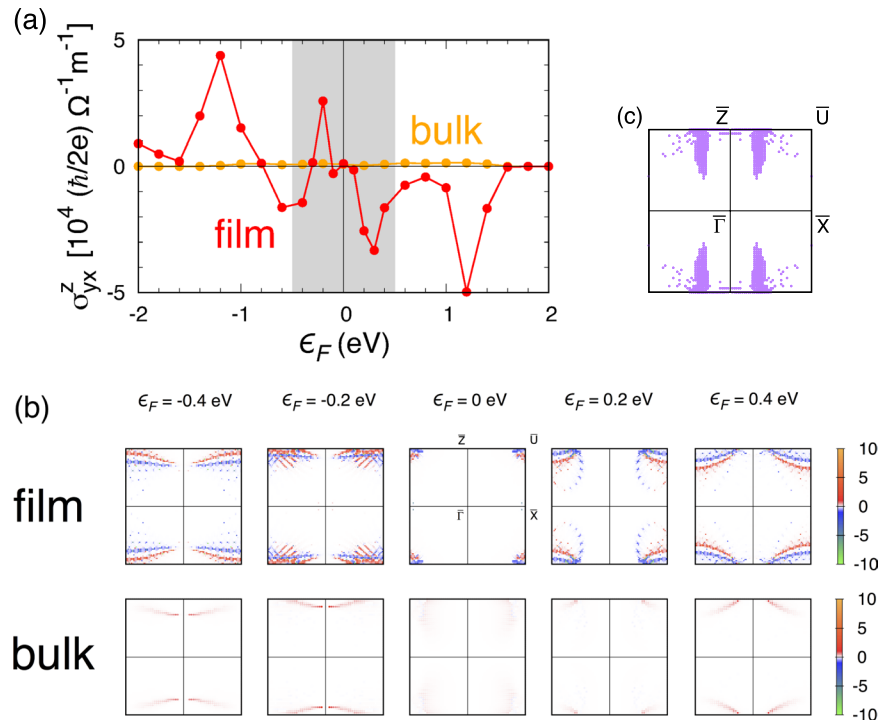 (a)
5
0
-5
σ^z_yx [10^4 (ħ/2e) Ω^-1 m^-1]
bulk
film
-2 -1 0 1 2
ϵ_F (eV)
(c)
Z̅ U̅
Γ̅ X̅
(b)
ϵ_F = -0.4 eV ϵ_F = -0.2 eV ϵ_F = 0 eV ϵ_F = 0.2 eV ϵ_F = 0.4 eV
film
Z̅ U̅
Γ̅ X̅
10
5
0
-5
-10
bulk
10
5
0
-5
-10